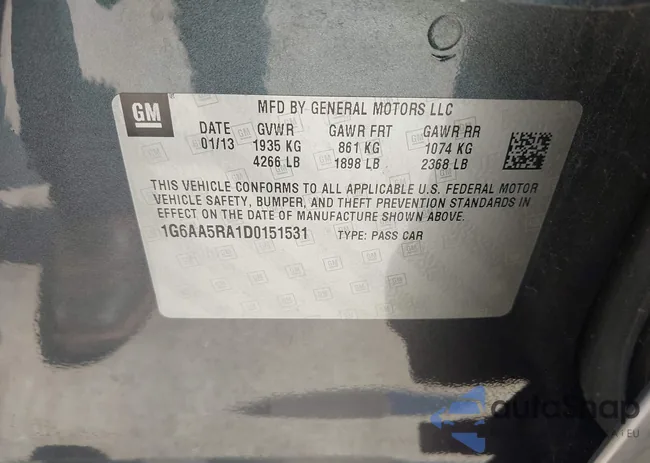 GM
MFD BY GENERAL MOTORS LLC
DATE GVWR GAWR FRT GAWR RR
01/13 1935 KG 861 KG 1074 KG
4266 LB 1898 LB 2368 LB
THIS VEHICLE CONFORMS TO ALL APPLICABLE U.S. FEDERAL MOTOR
VEHICLE SAFETY, BUMPER, AND THEFT PREVENTION STANDARDS IN
EFFECT ON THE DATE OF MANUFACTURE SHOWN ABOVE.
1G6AA5RA1D0151531 TYPE: PASS CAR
autoSnap